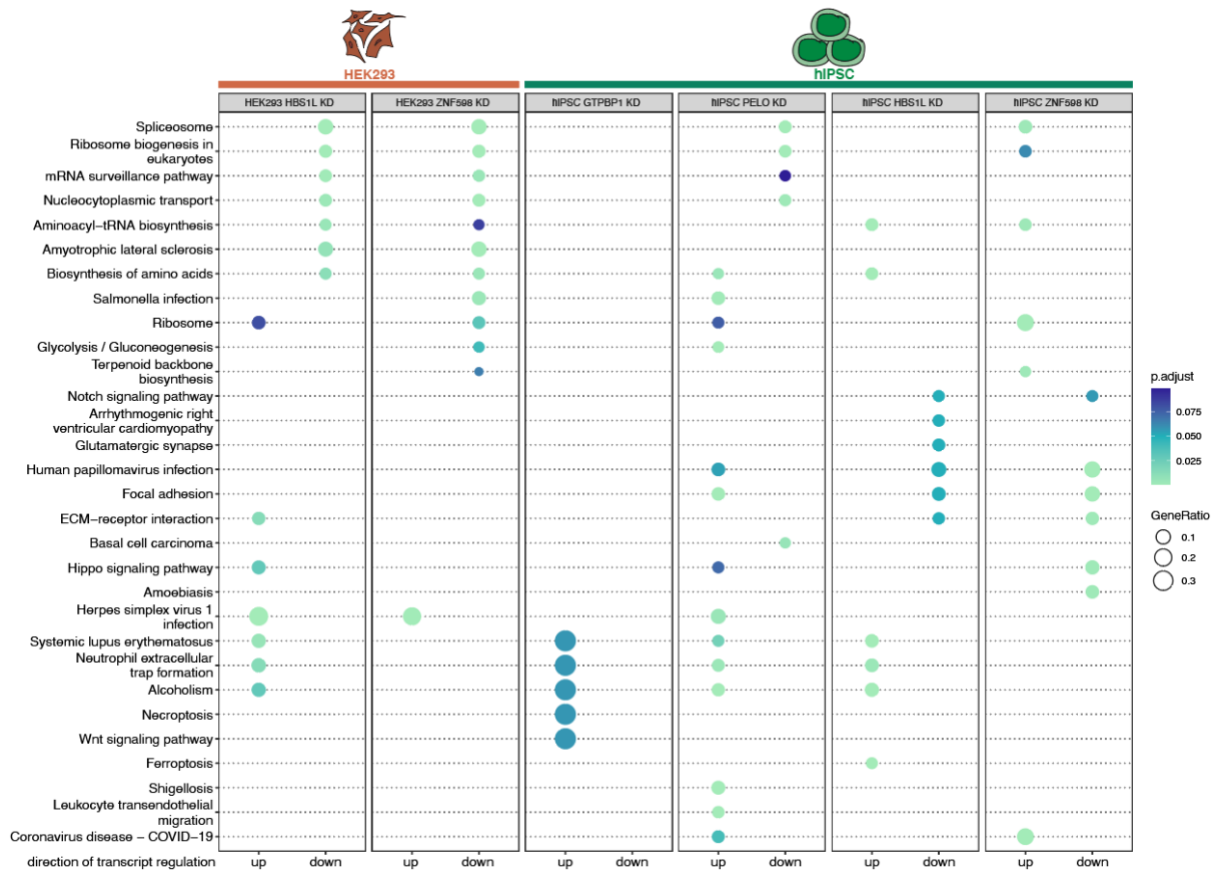 HEK293
hIPSC
HEK293 HBS1L KD
HEK293 ZNF598 KD
hIPSC GTPBP1 KD
hIPSC PELO KD
hIPSC HBS1L KD
hIPSC ZNF598 KD
Spliceosome
Ribosome biogenesis in
eukaryotes
mRNA surveillance pathway
Nucleocytoplasmic transport
Aminoacyl−tRNA biosynthesis
Amyotrophic lateral sclerosis
Biosynthesis of amino acids
Salmonella infection
Ribosome
Glycolysis / Gluconeogenesis
Terpenoid backbone
biosynthesis
Notch signaling pathway
Arrhythmogenic right
ventricular cardiomyopathy
Glutamatergic synapse
Human papillomavirus infection
Focal adhesion
ECM−receptor interaction
Basal cell carcinoma
Hippo signaling pathway
Amoebiasis
Herpes simplex virus 1
infection
Systemic lupus erythematosus
Neutrophil extracellular
trap formation
Alcoholism
Necroptosis
Wnt signaling pathway
Ferroptosis
Shigellosis
Leukocyte transendothelial
migration
Coronavirus disease − COVID−19
direction of transcript regulation
up
down
up
down
up
down
up
down
up
down
up
down
p.adjust
0.075
0.050
0.025
GeneRatio
0.1
0.2
0.3